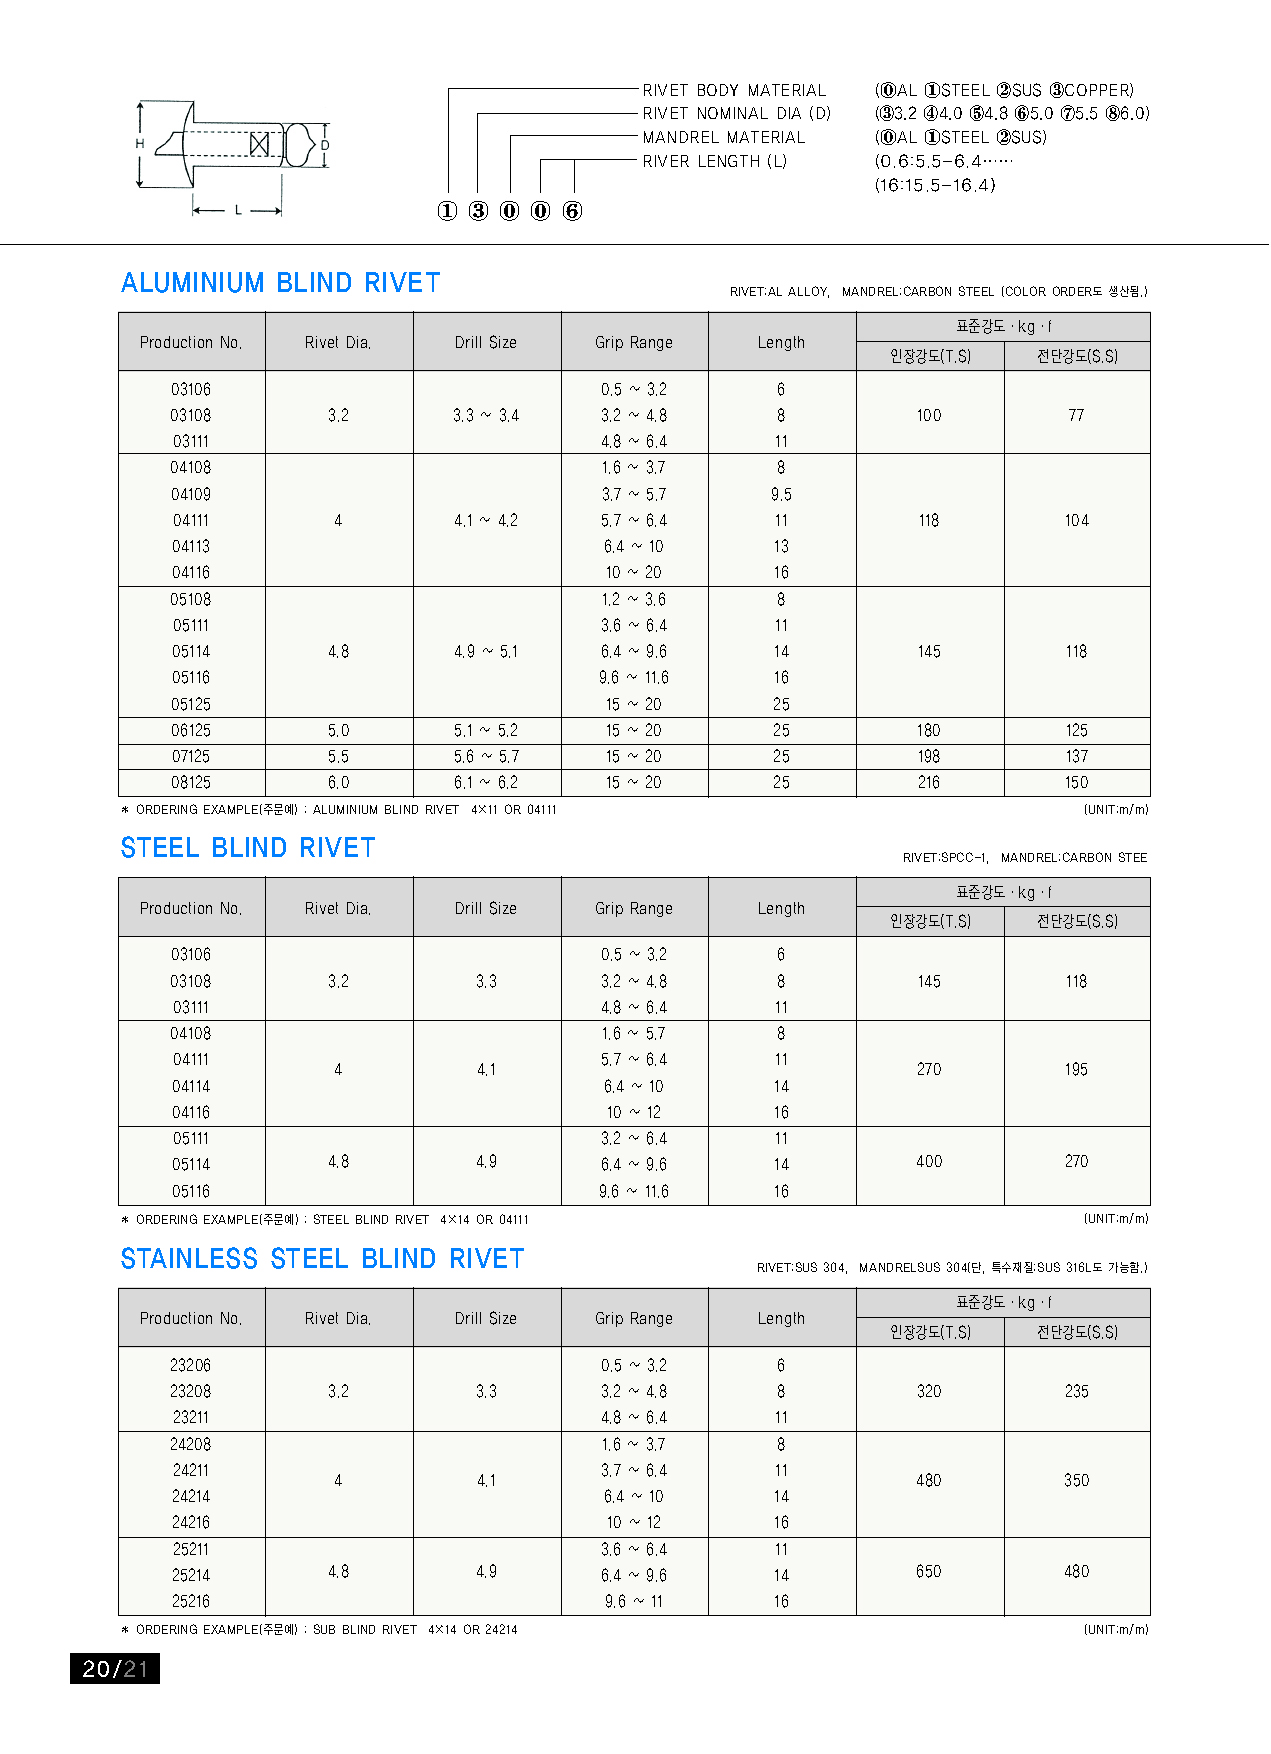 RIVET BODY MATERIAL (⓪AL ①STEEL ②SUS ③COPPER)
RIVET NOMINAL DIA (D) (③3.2 ④4.0 ⑤4.8 ⑥5.0 ⑦5.5 ⑧6.0)
MANDREL MATERIAL (⓪AL ①STEEL ②SUS)
RIVER LENGTH (L) (0.6:5.5-6.4⋯⋯
(16:15.5-16.4)
H D
L
① ③ ⓪ ⓪ ⑥
ALUMINIUM BLIND RIVET
RIVET:AL ALLOY, MANDREL:CARBON STEEL (COLOR ORDER도 생산됨.)
표준강도·kg·f
Production No. Rivet Dia. Drill Size Grip Range Length
인장강도(T.S) 전단강도(S.S)
03106 0.5 ~ 3.2 6
03108 3.2 3.3 ~ 3.4 3.2 ~ 4.8 8 100 77
03111 4.8 ~ 6.4 11
04108 1.6 ~ 3.7 8
04109 3.7 ~ 5.7 9.5
04111 4 4.1 ~ 4.2 5.7 ~ 6.4 11 118 104
04113 6.4 ~ 10 13
04116 10 ~ 20 16
05108 1.2 ~ 3.6 8
05111 3.6 ~ 6.4 11
05114 4.8 4.9 ~ 5.1 6.4 ~ 9.6 14 145 118
05116 9.6 ~ 11.6 16
05125 15 ~ 20 25
06125 5.0 5.1 ~ 5.2 15 ~ 20 25 180 125
07125 5.5 5.6 ~ 5.7 15 ~ 20 25 198 137
08125 6.0 6.1 ~ 6.2 15 ~ 20 25 216 150
* ORDERING EXAMPLE(주문예) : ALUMINIUM BLIND RIVET 4×11 OR 04111 (UNIT:m/m)
STEEL BLIND RIVET
RIVET:SPCC-1, MANDREL:CARBON STEE
표준강도·kg·f
Production No. Rivet Dia. Drill Size Grip Range Length
인장강도(T.S) 전단강도(S.S)
03106 0.5 ~ 3.2 6
03108 3.2 3.3 3.2 ~ 4.8 8 145 118
03111 4.8 ~ 6.4 11
04108 1.6 ~ 5.7 8
04111 5.7 ~ 6.4 11
4 4.1 270 195
04114 6.4 ~ 10 14
04116 10 ~ 12 16
05111 3.2 ~ 6.4 11
05114 4.8 4.9 6.4 ~ 9.6 14 400 270
05116 9.6 ~ 11.6 16
* ORDERING EXAMPLE(주문예) : STEEL BLIND RIVET 4×14 OR 04111 (UNIT:m/m)
STAINLESS STEEL BLIND RIVET
RIVET:SUS 304, MANDRELSUS 304(단, 특수재질:SUS 316L도 가능함.)
표준강도·kg·f
Production No. Rivet Dia. Drill Size Grip Range Length
인장강도(T.S) 전단강도(S.S)
23206 0.5 ~ 3.2 6
23208 3.2 3.3 3.2 ~ 4.8 8 320 235
23211 4.8 ~ 6.4 11
24208 1.6 ~ 3.7 8
24211 3.7 ~ 6.4 11
4 4.1 480 350
24214 6.4 ~ 10 14
24216 10 ~ 12 16
25211 3.6 ~ 6.4 11
25214 4.8 4.9 6.4 ~ 9.6 14 650 480
25216 9.6 ~ 11 16
* ORDERING EXAMPLE(주문예) : SUB BLIND RIVET 4×14 OR 24214 (UNIT:m/m)
20/21